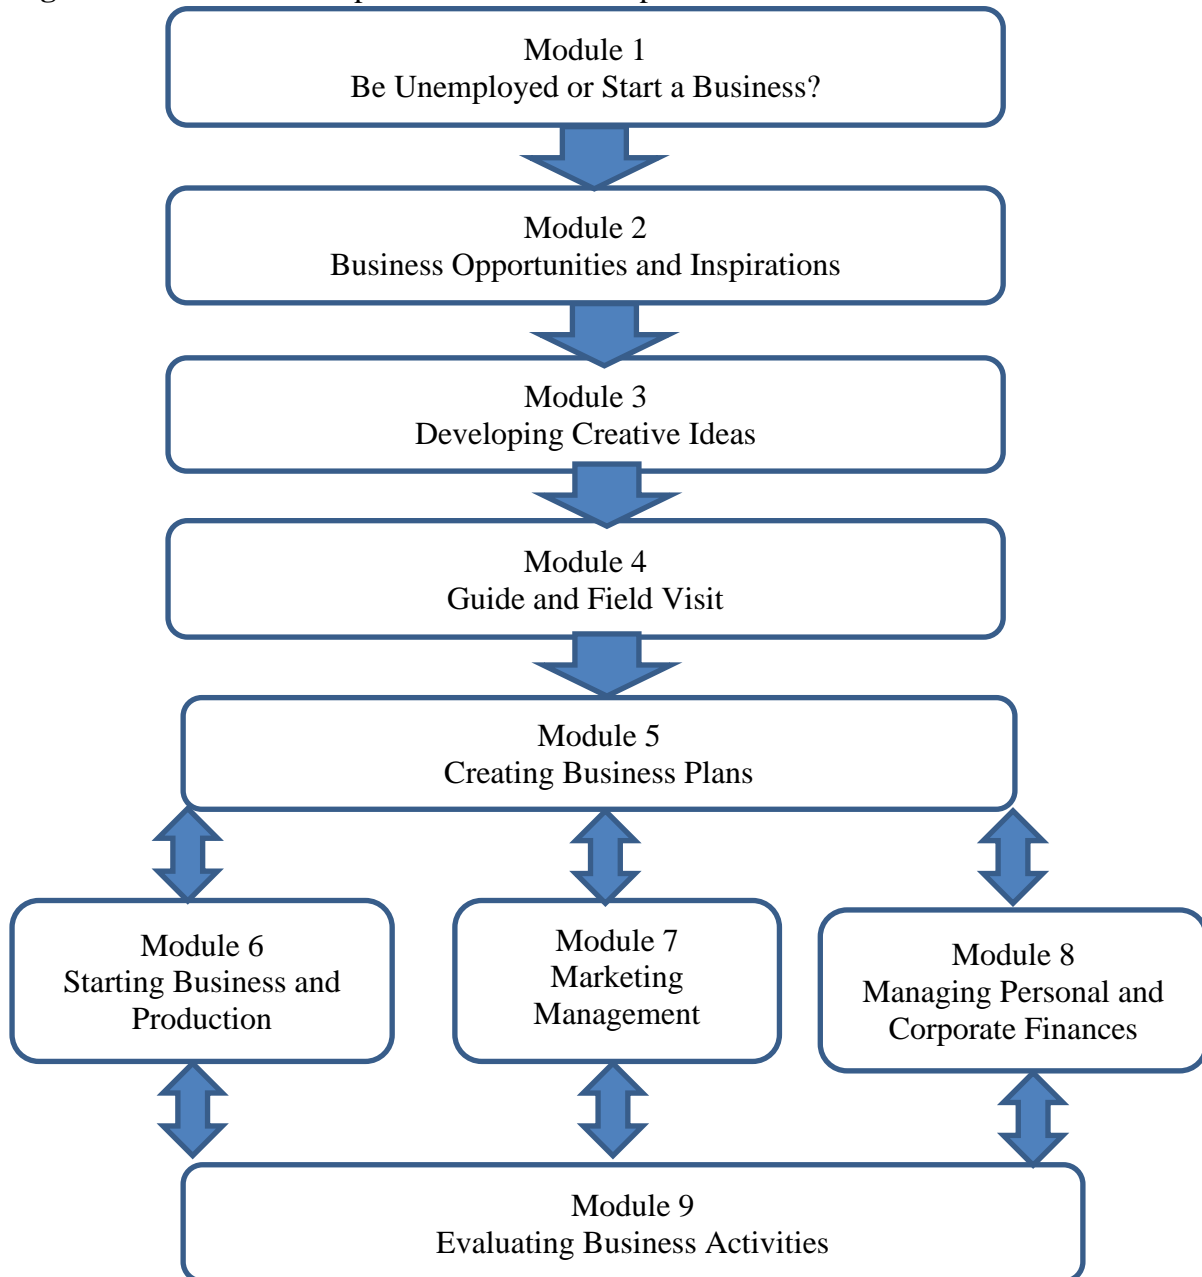 Module 1
Be Unemployed or Start a Business?
Module 2
Business Opportunities and Inspirations
Module 3
Developing Creative Ideas
Module 4
Guide and Field Visit
Module 5
Creating Business Plans
Module 6
Starting Business and
Production
Module 7
Marketing
Management
Module 8
Managing Personal and
Corporate Finances
Module 9
Evaluating Business Activities